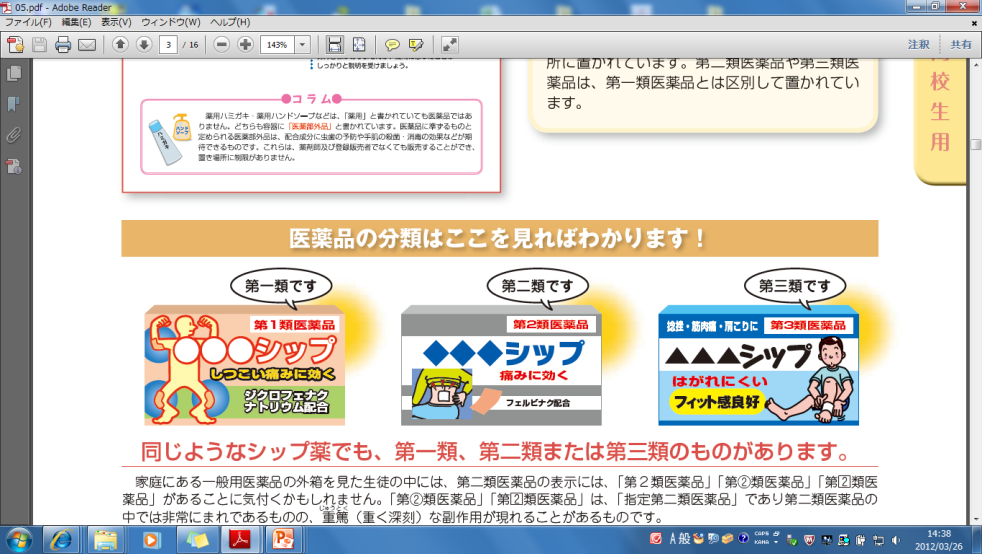 05.pdf - Adobe Reader
ファイル(F) 編集(E) 表示(V) ウィンドウ(W) ヘルプ(H)
3 / 16 143% 注釈 共有
しっかりと説明を受けましょう。
●コラム●
薬用ハミガキ・薬用ハンドソープなどは、「薬用」と書かれていても医薬品ではあ
りません。どちらも容器に「医薬部外品」と書かれています。医薬品に準ずるものと
定められる医薬部外品は、配合成分に虫歯の予防や手肌の殺菌・消毒の効果などが期
待できるものです。これらは、薬剤師及び登録販売者でなくても販売することができ、
置き場所に制限がありません。
所に置かれています。第二類医薬品や第三類医
薬品は、第一類医薬品とは区別して置かれてい
ます。
校生用
医薬品の分類はここを見ればわかります！
第一類です
第1類医薬品
○○○シップ
しつこい痛みに効く
ジクロフェナク
ナトリウム配合
第二類です
第2類医薬品
◆◆◆シップ
痛みに効く
フェルビナク配合
第三類です
捻挫・筋肉痛・肩こりに 第3類医薬品
▲▲▲シップ
はがれにくい
フィット感良好
同じようなシップ薬でも、第一類、第二類または第三類のものがあります。
家庭にある一般用医薬品の外箱を見た生徒の中には、第二類医薬品の表示には、「第２類医薬品」「第②類医薬品」「第2類医
薬品」があることに気付くかもしれません。「第②類医薬品」「第2類医薬品」は、「指定第二類医薬品」であり第二類医薬品の
じゅうとく
中では非常にまれであるものの、重篤（重く深刻）な副作用が現れることがあるものです。
A 般 CAPS KANA 14:38
2012/03/26